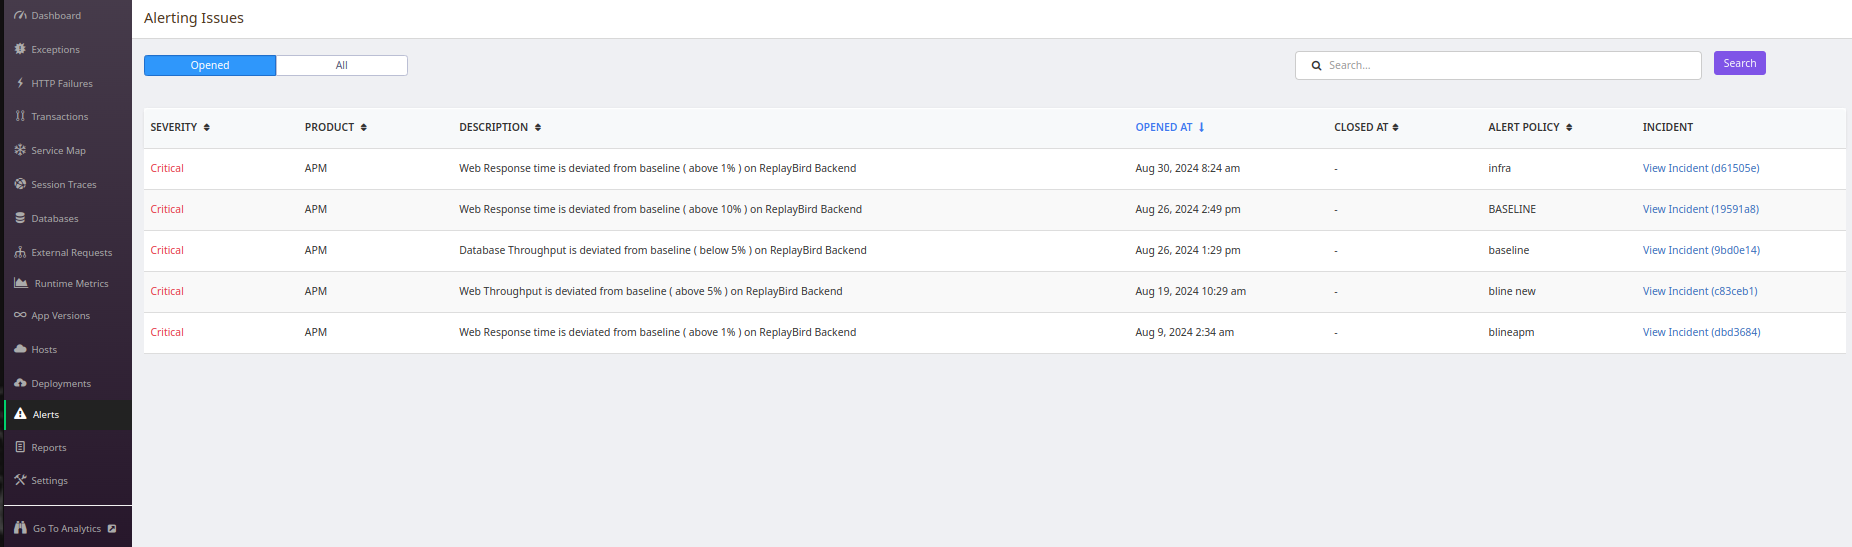 Dashboard
Exceptions
HTTP Failures
Transactions
Service Map
Session Traces
Databases
External Requests
Runtime Metrics
App Versions
Hosts
Deployments
Alerts
Reports
Settings
Go To Analytics
Alerting Issues
Opened All
Search... Search
SEVERITY PRODUCT DESCRIPTION OPENED AT CLOSED AT ALERT POLICY INCIDENT
Critical APM Web Response time is deviated from baseline ( above 1% ) on ReplayBird Backend Aug 30, 2024 8:24 am - infra View Incident (d61505e)
Critical APM Web Response time is deviated from baseline ( above 10% ) on ReplayBird Backend Aug 26, 2024 2:49 pm - BASELINE View Incident (19591a8)
Critical APM Database Throughput is deviated from baseline ( below 5% ) on ReplayBird Backend Aug 26, 2024 1:29 pm - baseline View Incident (9bd0e14)
Critical APM Web Throughput is deviated from baseline ( above 5% ) on ReplayBird Backend Aug 19, 2024 10:29 am - bline new View Incident (c83ceb1)
Critical APM Web Response time is deviated from baseline ( above 1% ) on ReplayBird Backend Aug 9, 2024 2:34 am - blineapm View Incident (dbd3684)